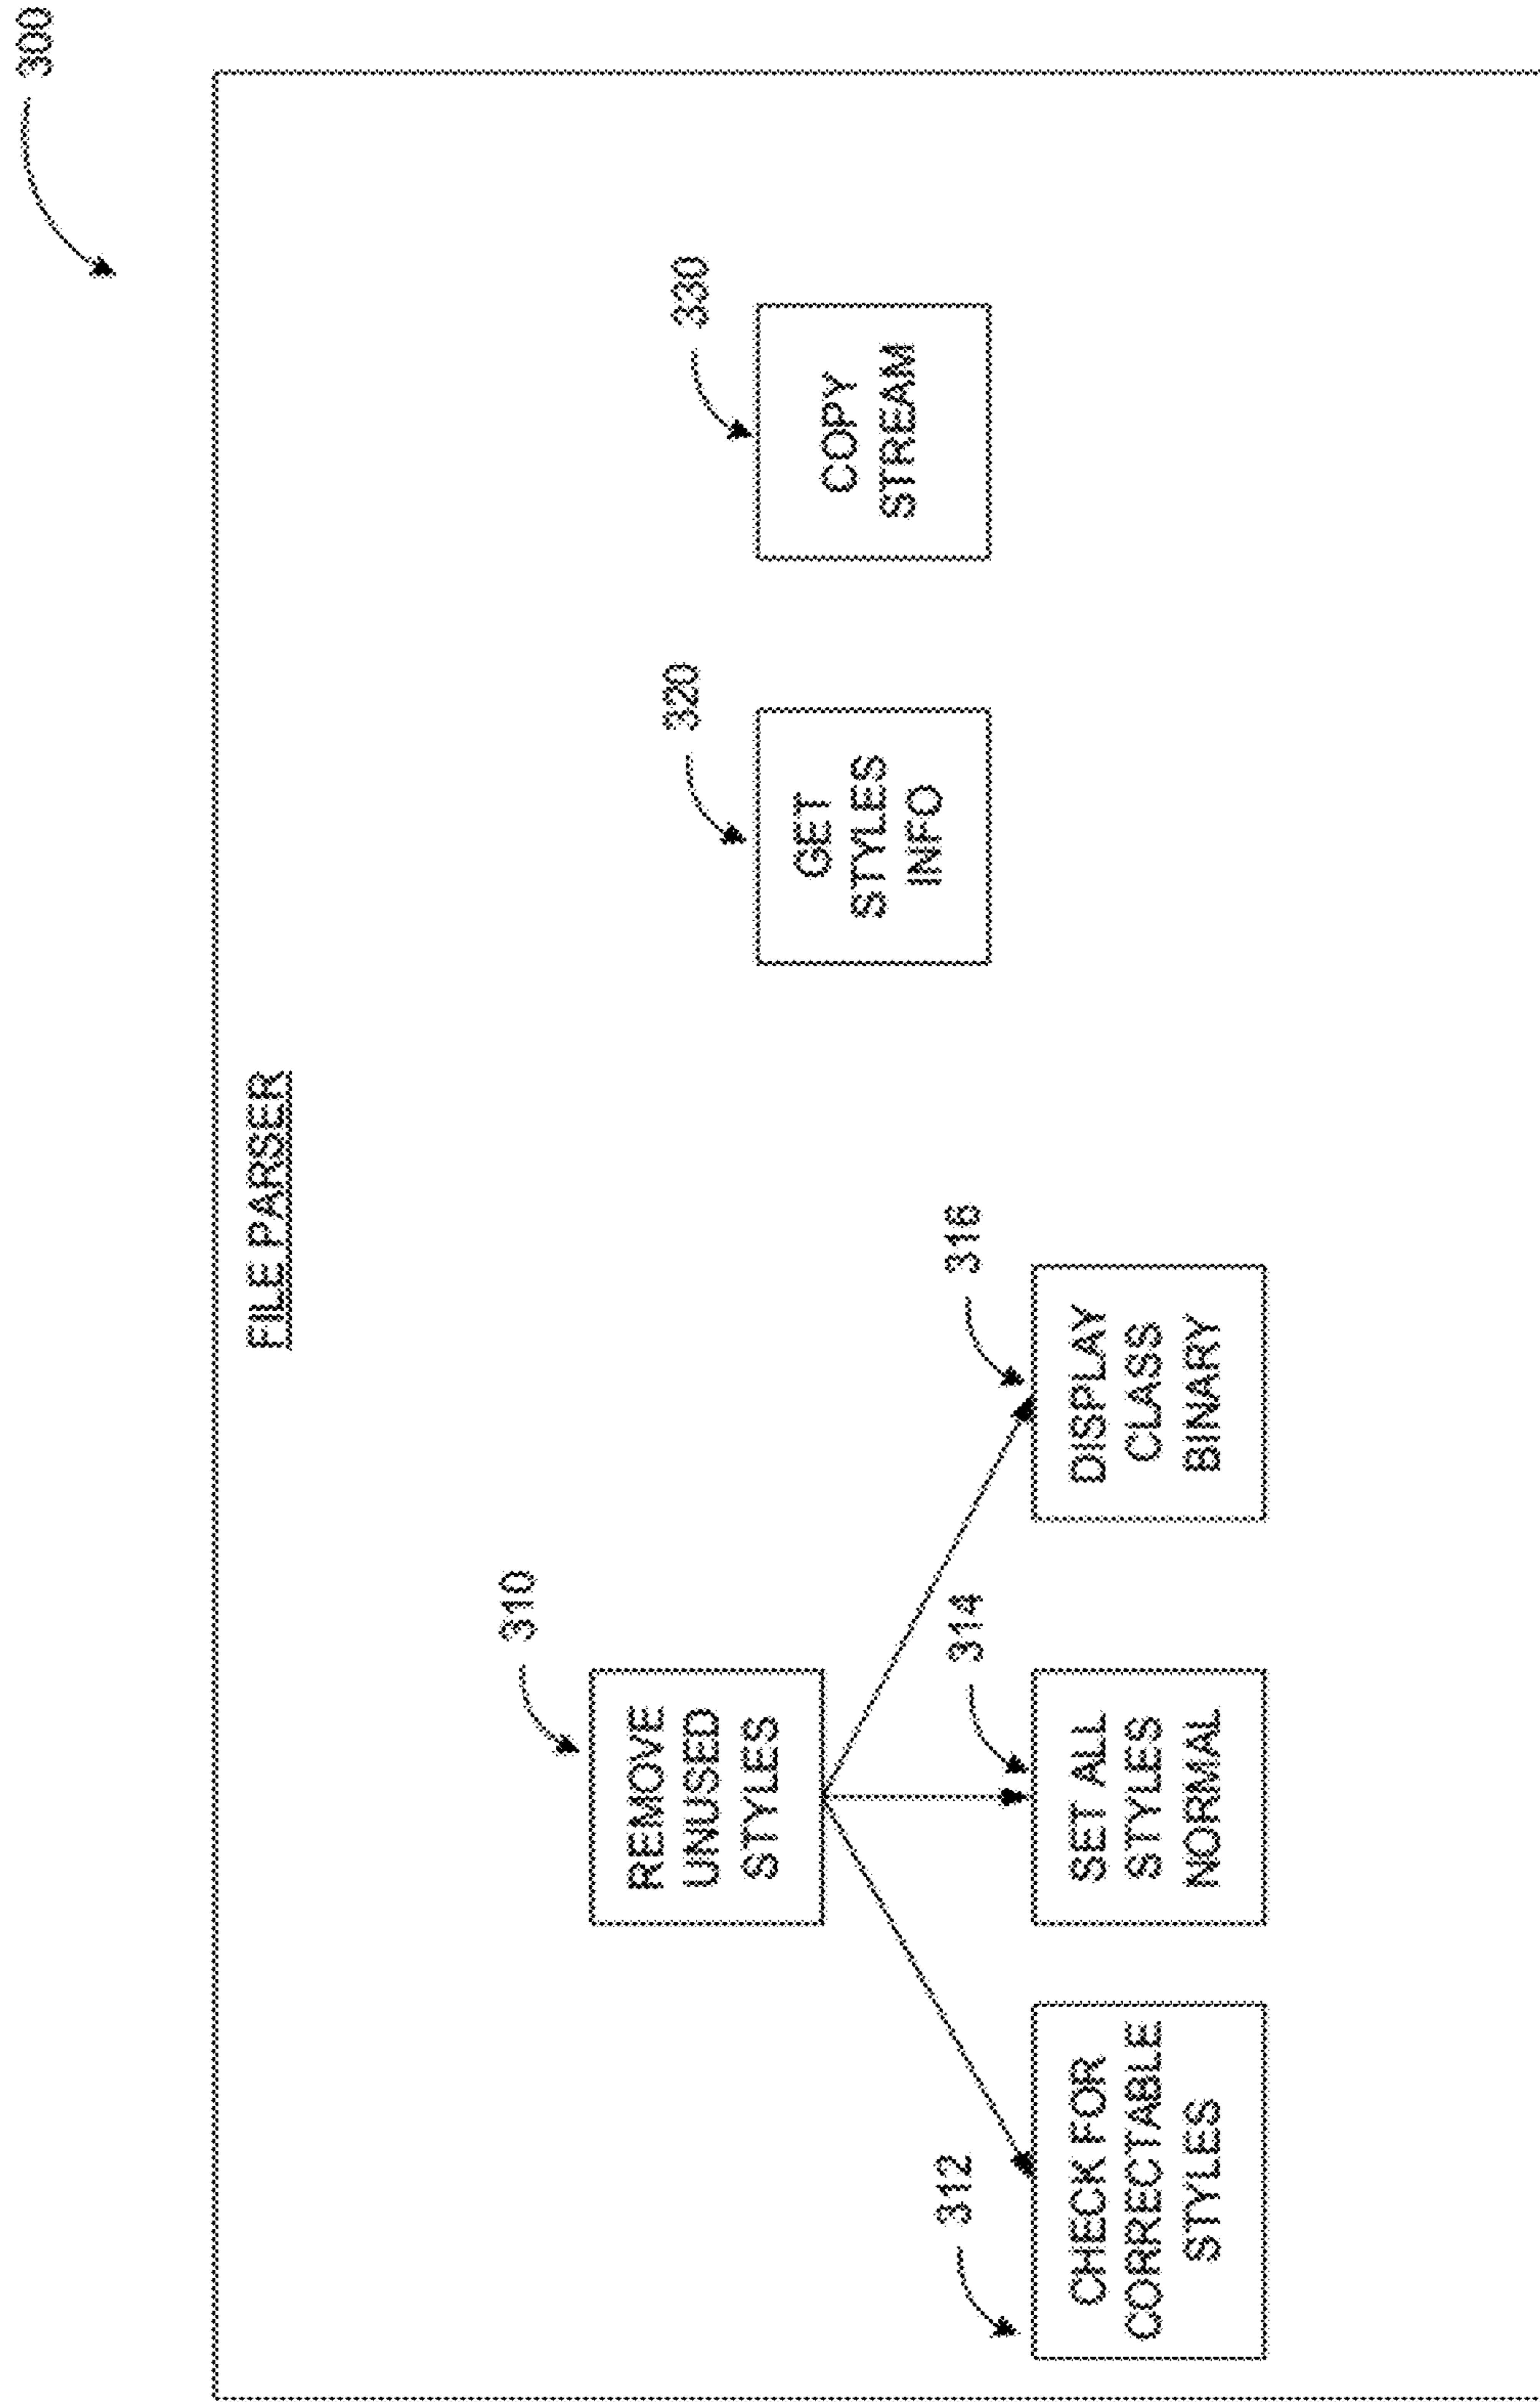 300
FILE PARSER
310
REMOVE
UNUSED
STYLES
320
GET
STYLES
INFO
330
COPY
STREAM
312
CHECK FOR
CORRECTABLE
STYLES
314
SET ALL
STYLES
NORMAL
316
DISPLAY
CLASS
BINARY